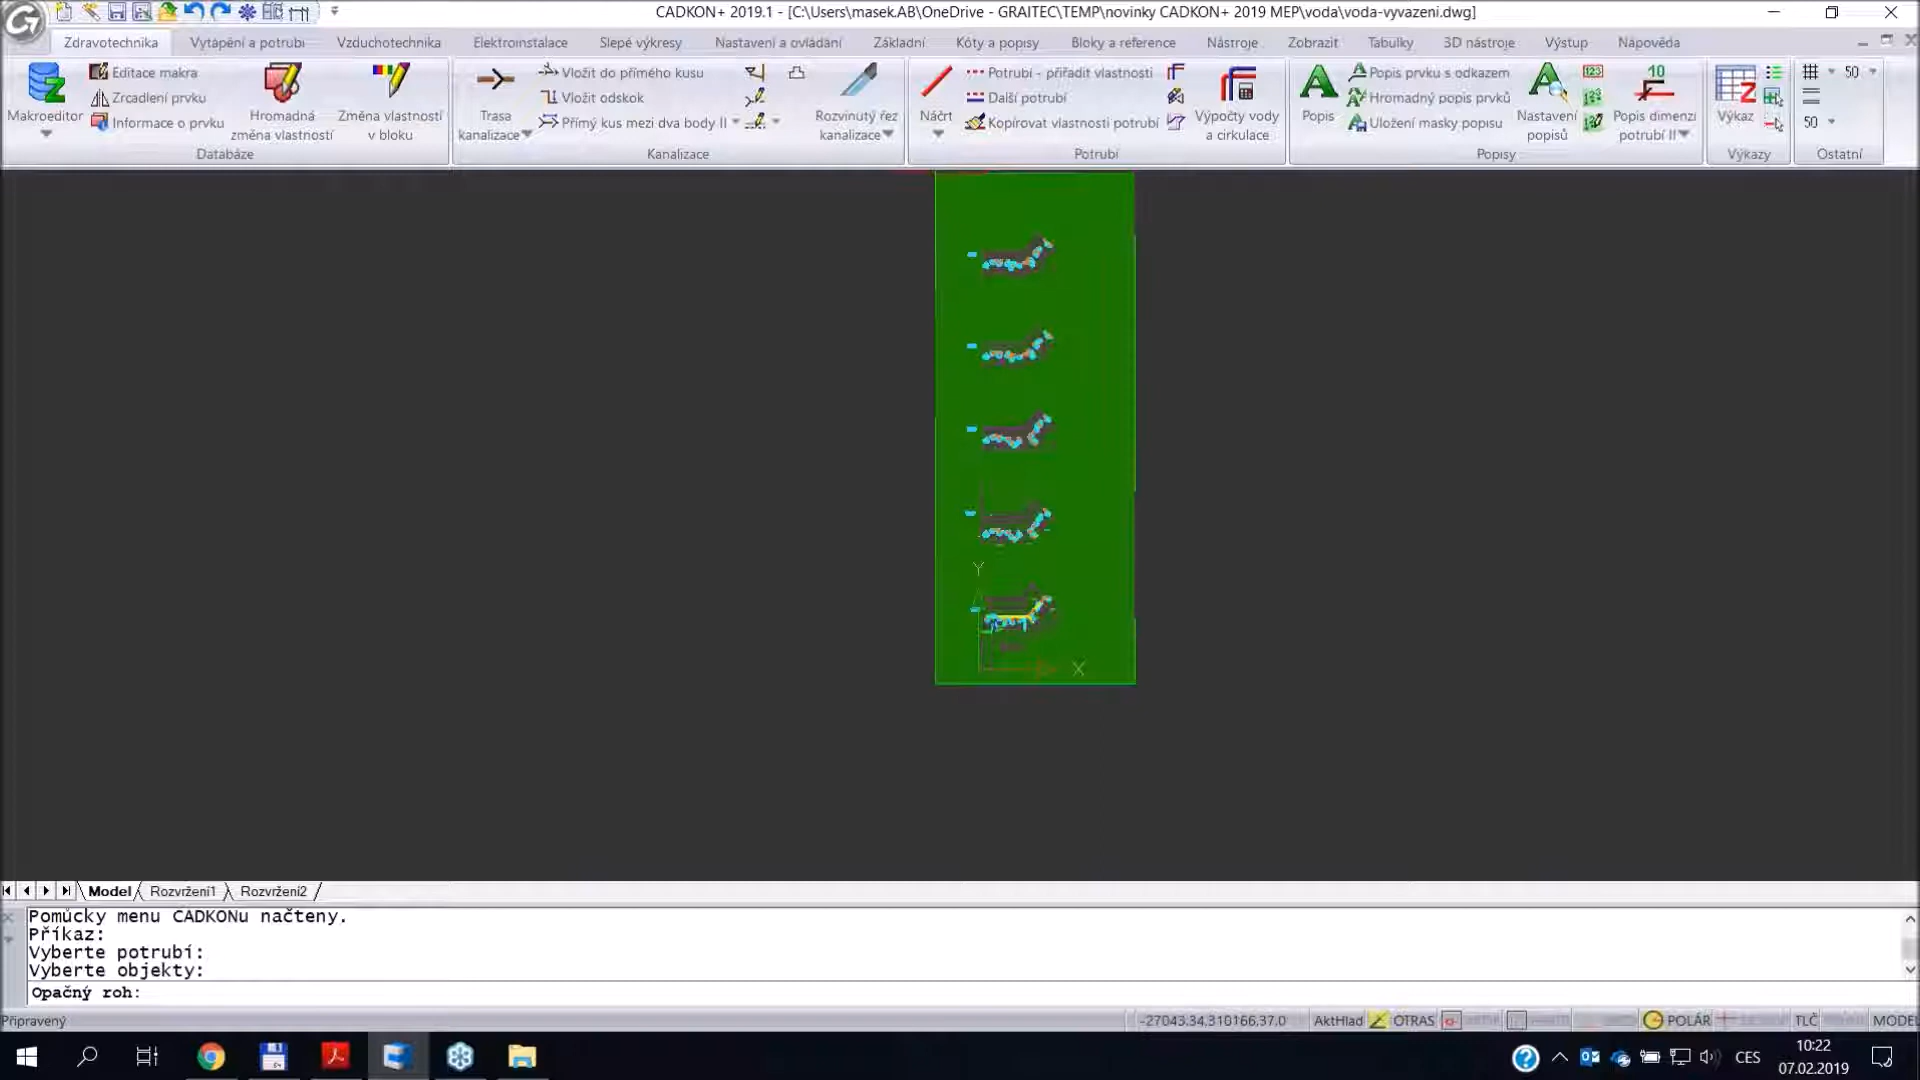 CADKON+ 2019.1 - [C:\Users\masek.AB\OneDrive - GRAITEC\TEMP\novinky CADKON+ 2019 MEP\voda\voda-vyvazeni.dwg]
Zdravotechnika Vytápění a potrubí Vzduchotechnika Elektroinstalace Slepé výkresy Nastavení a ovládání Základní Kóty a popisy Bloky a reference Nástroje Zobrazit Tabulky 3D nástroje Výstup Nápověda
Makroeditor
Editace makra
Zrcadlení prvku
Informace o prvku
Hromadná
změna vlastností
Změna vlastností
v bloku
Databáze
Trasa
kanalizace
Vložit do přímého kusu
Vložit odskok
Přímý kus mezi dva body II
Rozvinutý řez
kanalizace
Kanalizace
Náčrt
Potrubí - přiřadit vlastnosti
Další potrubí
Kopírovat vlastnosti potrubí
Výpočty vody
a cirkulace
Potrubí
Popis
Popis prvku s odkazem
Hromadný popis prvků
Uložení masky popisu
Nastavení
popisů
123
10
Popis dimenzí
potrubí II
Popisy
Výkaz
Výkazy
50
50
Ostatní
Y
X
Model Rozvržení1 Rozvržení2
Pomůcky menu CADKONu načteny.
Příkaz:
Vyberte potrubí:
Vyberte objekty:
Opačný roh:
Připravený
-27043.34,310166,37.0 AktHlad OTRAS POLÁR TLČ MODEL
CES
10:22
07.02.2019